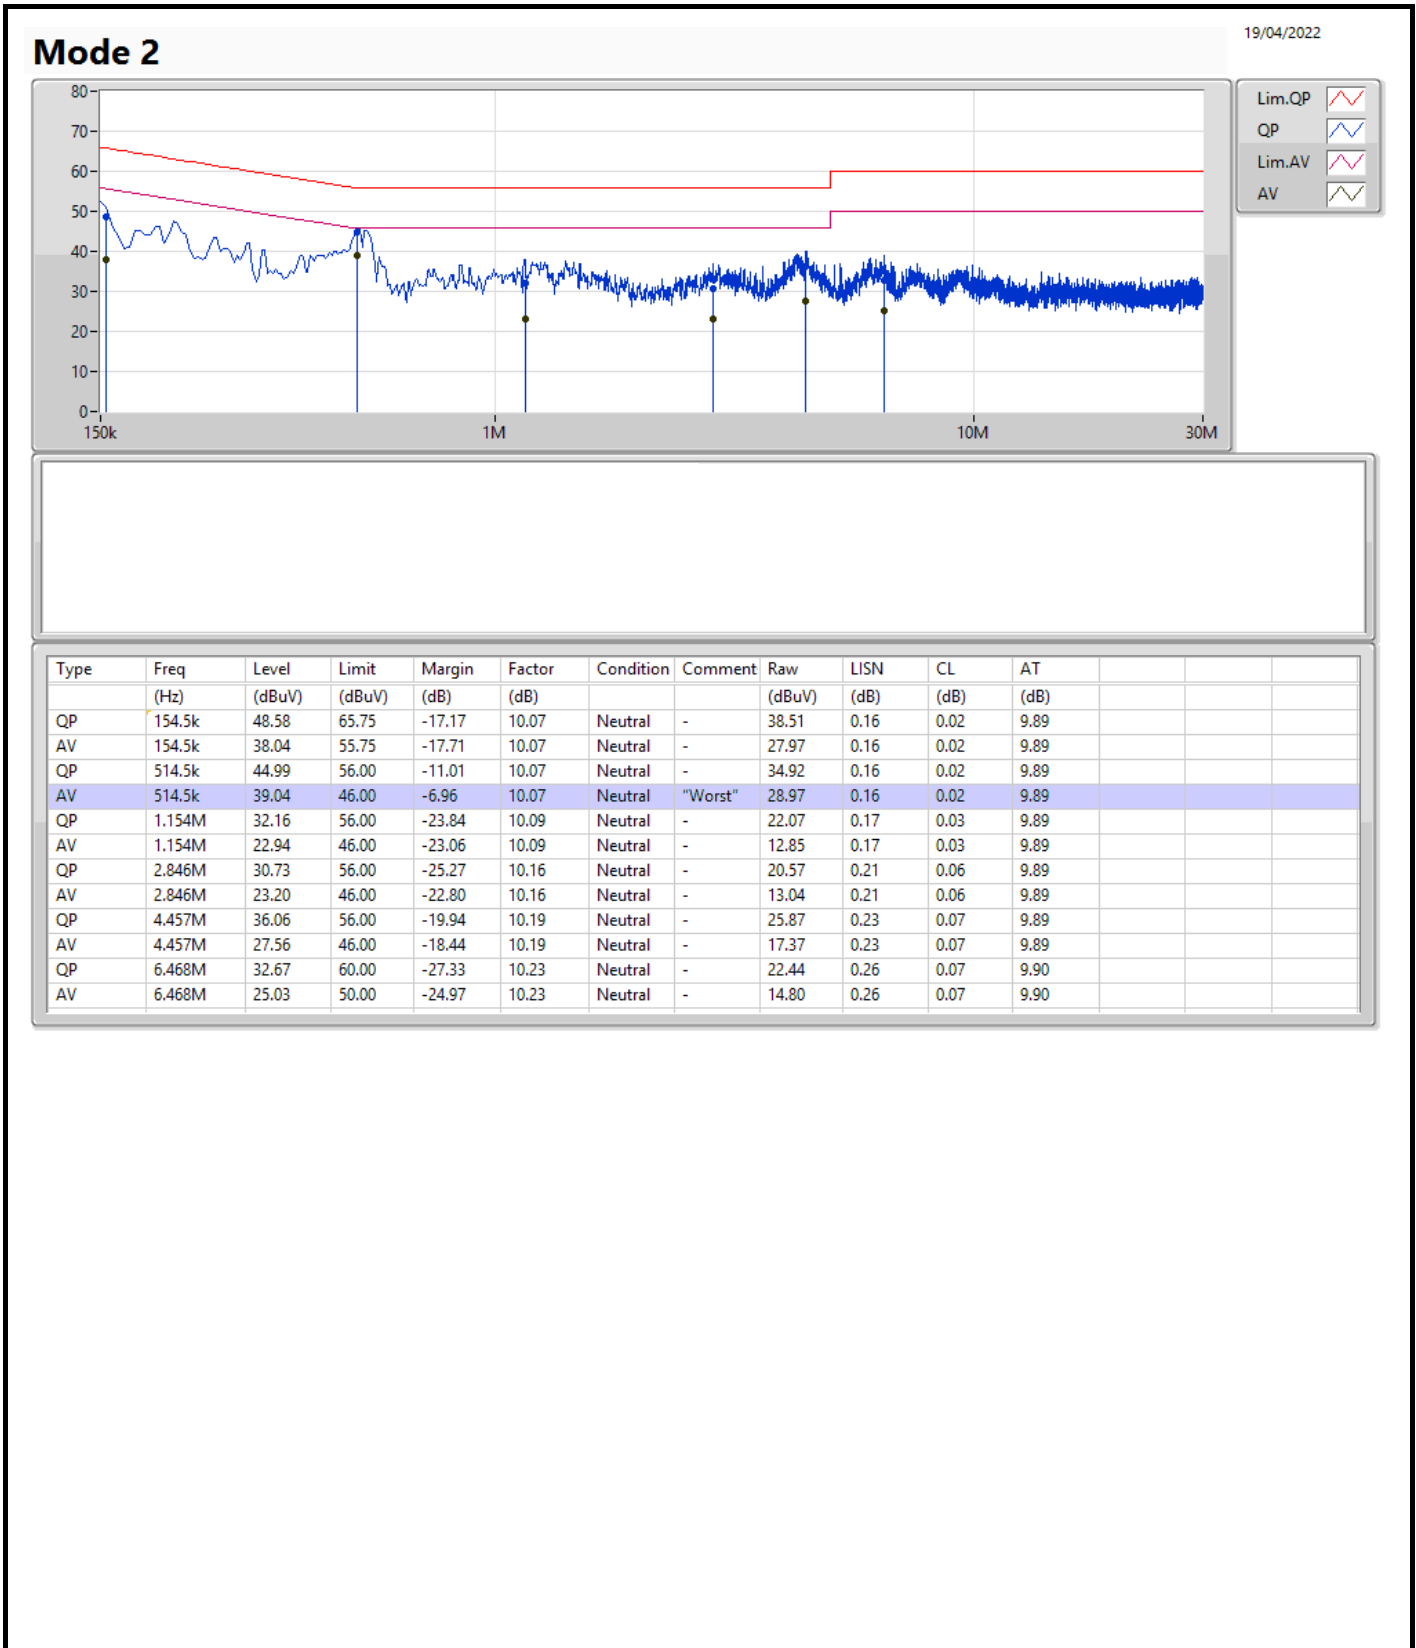 19/04/2022
Mode 2
80
70
60
50
40
30
20
10
0
150k 1M 10M 30M
Lim.QP
QP
Lim.AV
AV
Type Freq Level Limit Margin Factor Condition Comment Raw LISN CL AT
(Hz) (dBuV) (dBuV) (dB) (dB) (dBuV) (dB) (dB) (dB)
QP 154.5k 48.58 65.75 -17.17 10.07 Neutral - 38.51 0.16 0.02 9.89
AV 154.5k 38.04 55.75 -17.71 10.07 Neutral - 27.97 0.16 0.02 9.89
QP 514.5k 44.99 56.00 -11.01 10.07 Neutral - 34.92 0.16 0.02 9.89
AV 514.5k 39.04 46.00 -6.96 10.07 Neutral "Worst" 28.97 0.16 0.02 9.89
QP 1.154M 32.16 56.00 -23.84 10.09 Neutral - 22.07 0.17 0.03 9.89
AV 1.154M 22.94 46.00 -23.06 10.09 Neutral - 12.85 0.17 0.03 9.89
QP 2.846M 30.73 56.00 -25.27 10.16 Neutral - 20.57 0.21 0.06 9.89
AV 2.846M 23.20 46.00 -22.80 10.16 Neutral - 13.04 0.21 0.06 9.89
QP 4.457M 36.06 56.00 -19.94 10.19 Neutral - 25.87 0.23 0.07 9.89
AV 4.457M 27.56 46.00 -18.44 10.19 Neutral - 17.37 0.23 0.07 9.89
QP 6.468M 32.67 60.00 -27.33 10.23 Neutral - 22.44 0.26 0.07 9.90
AV 6.468M 25.03 50.00 -24.97 10.23 Neutral - 14.80 0.26 0.07 9.90